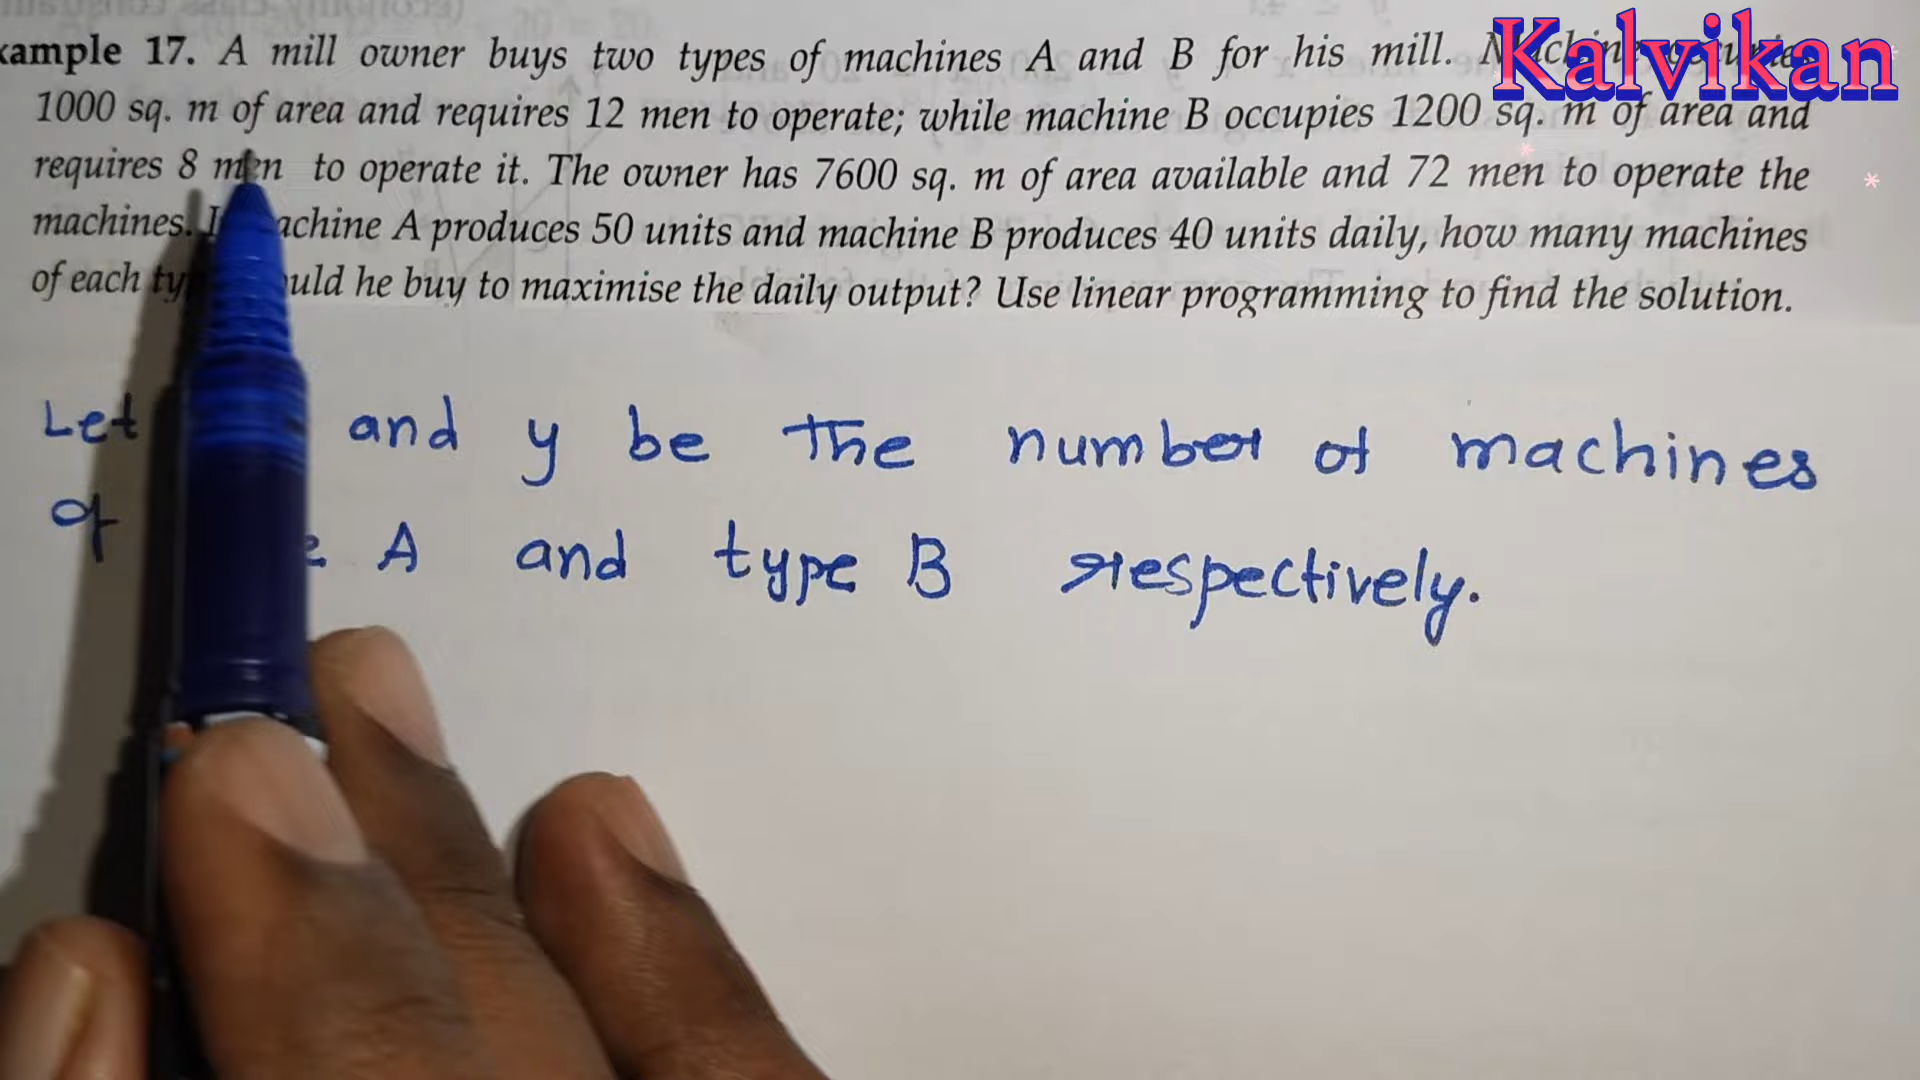 Kalvikan
xample 17. A mill owner buys two types of machines A and B for his mill.
1000 sq. m of area and requires 12 men to operate; while machine B occupies 1200 sq. m of area and
requires 8 men to operate it. The owner has 7600 sq. m of area available and 72 men to operate the
machines. achine A produces 50 units and machine B produces 40 units daily, how many machines
of each ty uld he buy to maximise the daily output? Use linear programming to find the solution.
Let and y be the number of machines
of A and type B respectively.